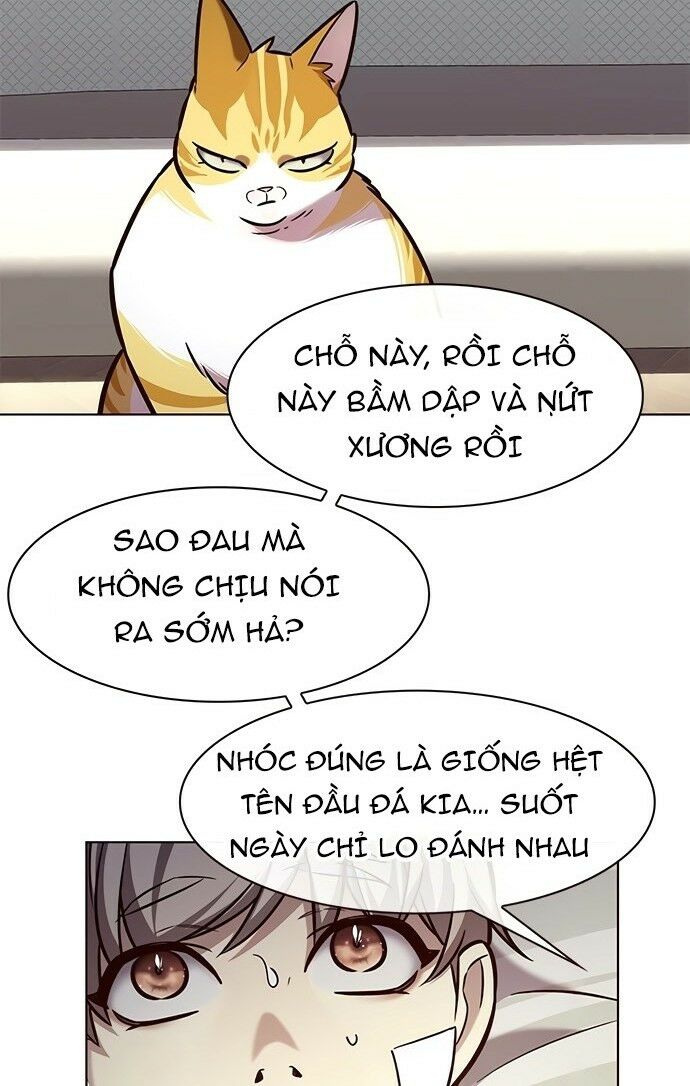 CHỖ NÀY, RỒI CHỖ
NÀY BẦM DẬP VÀ NỨT
XƯƠNG RỒI
SAO ĐAU MÀ
KHÔNG CHỊU NÓI
RA SỚM HẢ?
NHÓC ĐÚNG LÀ GIỐNG HỆT
TÊN ĐẦU ĐÁ KIA... SUỐT
NGÀY CHỈ LO ĐÁNH NHAU